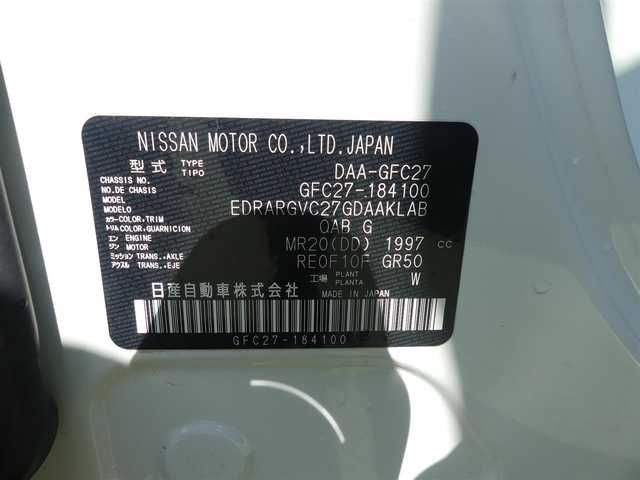 NISSAN MOTOR CO.,LTD.JAPAN
型式 TYPE TIPO DAA-GFC27
CHASSIS NO. NO.DE CHASIS GFC27-184100
MODEL MODELO EDRARGVC27GDAAKLAB
カラー COLOR,TRIM トリム COLOR,GUARNICION QAB G
エン ENGINE ジン MOTOR MR20(DD) 1997 CC
ミッション TRANS.,AXLE アクスル TRANS.,EJE RE0F10F GR50
工場 PLANT PLANTA W
日産自動車株式会社 MADE IN JAPAN
GFC27-184100